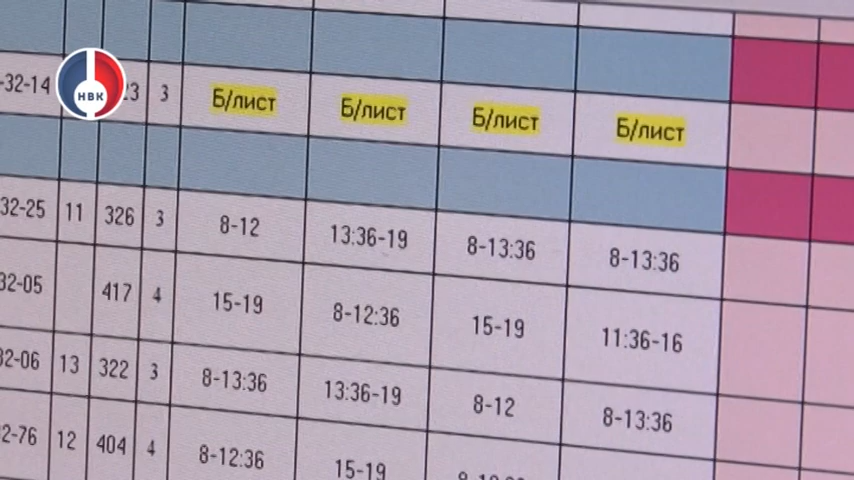 -32-14 23 3 Б/лист Б/лист Б/лист Б/лист
НВК
32-25 11 326 3 8-12 13:36-19 8-13:36 8-13:36
32-05 417 4 15-19 8-12:36 15-19 11:36-16
32-06 13 322 3 8-13:36 13:36-19 8-12 8-13:36
2-76 12 404 4 8-12:36 15-19